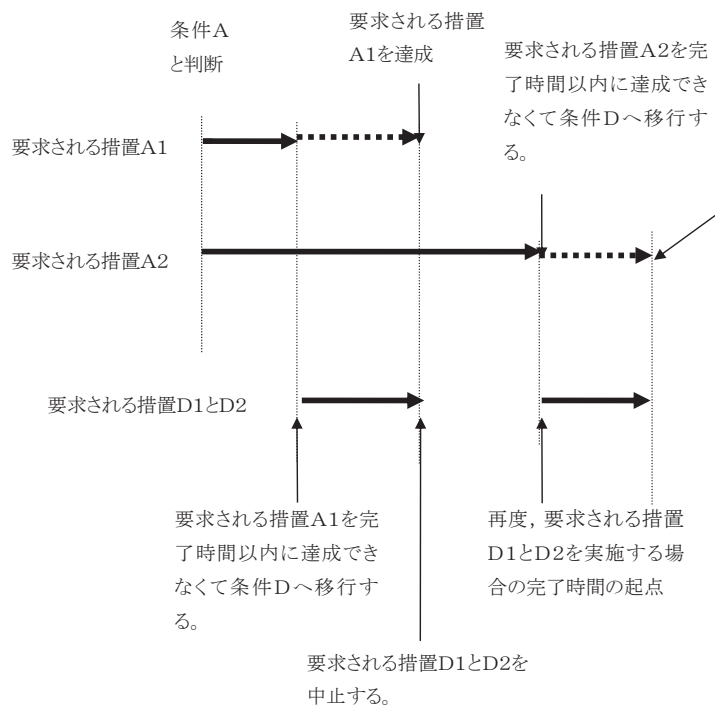 条件A
と判断
要求される措置
A1を達成
要求される措置A2を完
了時間以内に達成でき
なくて条件Dへ移行す
る。
要求される措置A1
要求される措置A2
要求される措置D1とD2
要求される措置A1を完
了時間以内に達成でき
なくて条件Dへ移行す
る。
再度，要求される措置
D1とD2を実施する場
合の完了時間の起点
要求される措置D1とD2を
中止する。